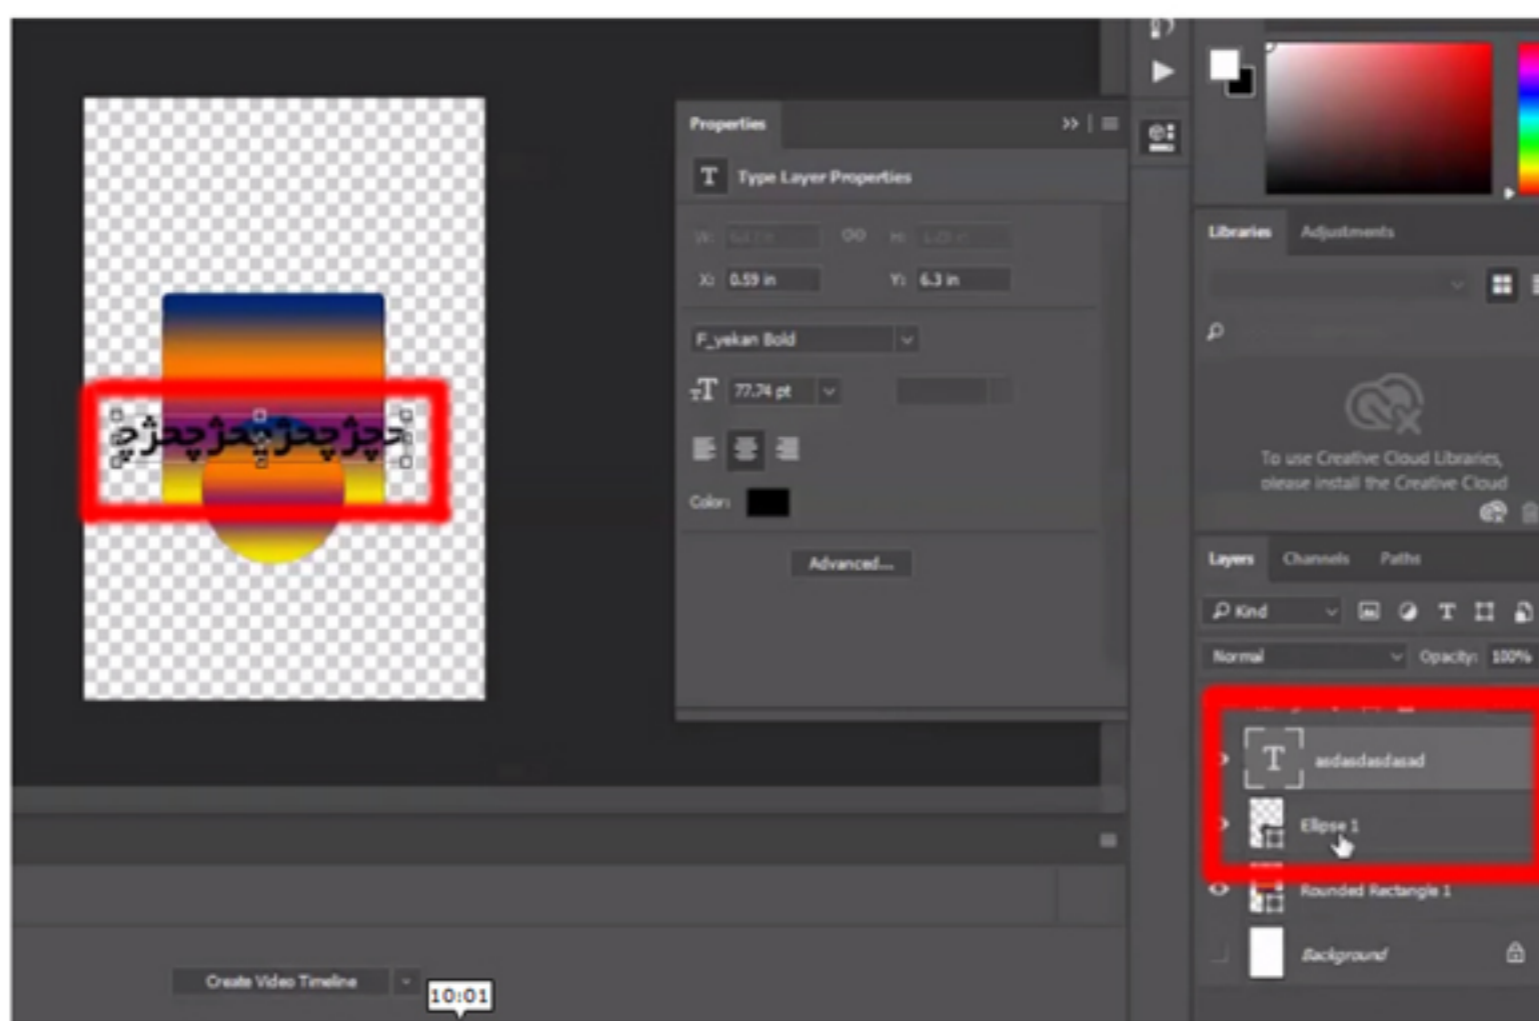 Properties
Type Layer Properties
W:
H:
X: 0.59 in
Y: 6.3 in
F_yekan Bold
77.74 pt
Color:
Advanced...
Libraries
Adjustments
To use Creative Cloud Libraries,
please install the Creative Cloud
Layers
Channels
Paths
Kind
Normal
Opacity: 100%
asdasdasdasad
Ellipse 1
Rounded Rectangle 1
Background
Create Video Timeline
10:01